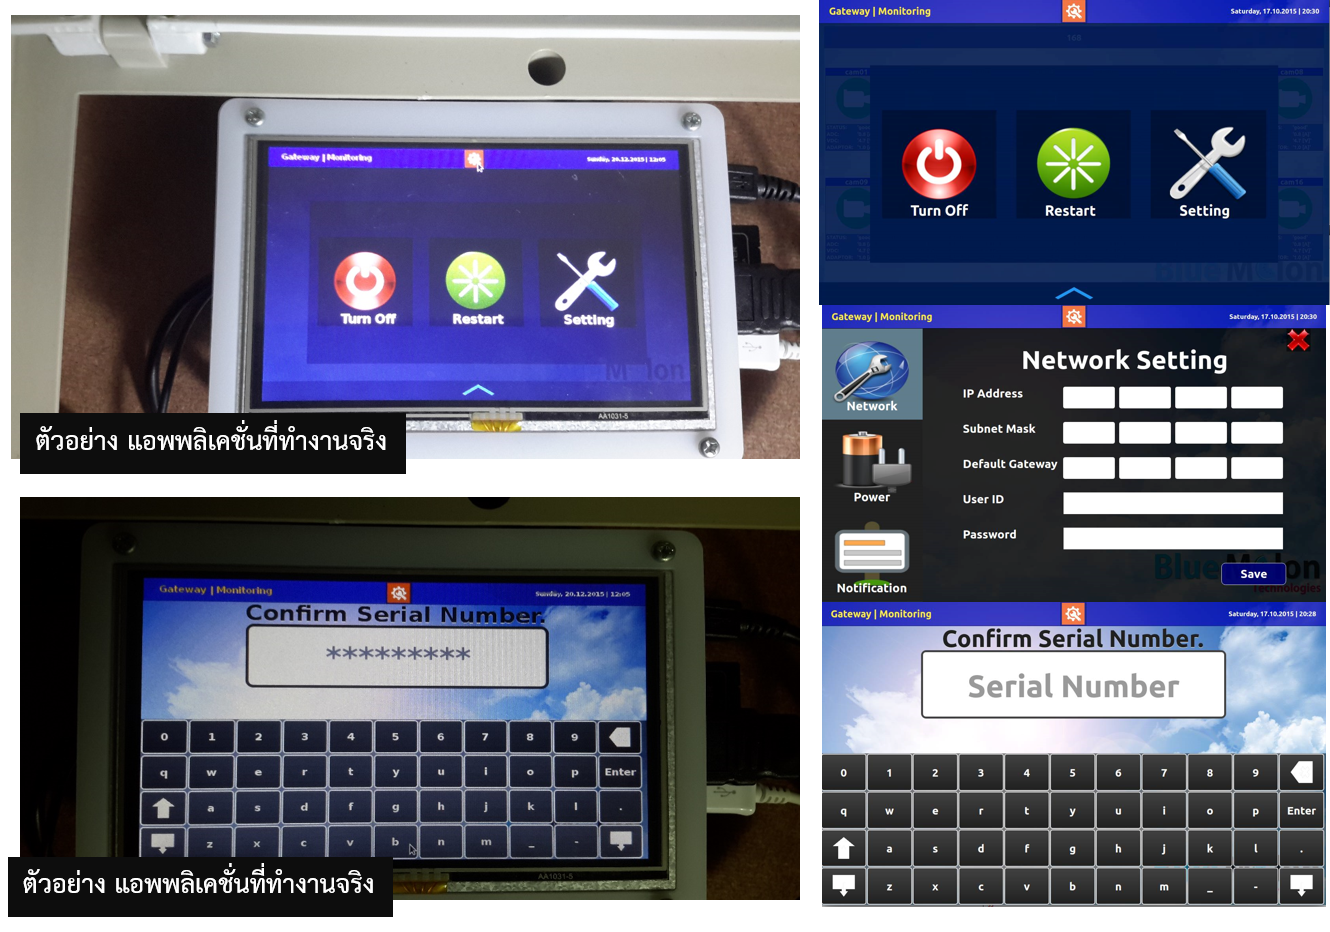 Gateway | Monitoring
Sunday, 20.12.2015 | 12:05
Turn Off
Restart
Setting
AA1031-5
ตัวอย่าง แอพพลิเคชั่นที่ทำงานจริง
Gateway | Monitoring
Sunday, 20.12.2015 | 12:05
Confirm Serial Number.
*********
0 1 2 3 4 5 6 7 8 9
q w e r t y u i o p Enter
a s d f g h j k l .
z x c v b n m _ -
AA1031-5
ตัวอย่าง แอพพลิเคชั่นที่ทำงานจริง
Gateway | Monitoring
Saturday, 17.10.2015 | 20:30
cam01
cam08
cam09
cam16
Turn Off
Restart
Setting
Gateway | Monitoring
Saturday, 17.10.2015 | 20:30
Network Setting
Network
Power
Notification
IP Address
Subnet Mask
Default Gateway
User ID
Password
Save
Technologies
Gateway | Monitoring
Saturday, 17.10.2015 | 20:28
Confirm Serial Number.
Serial Number
0 1 2 3 4 5 6 7 8 9
q w e r t y u i o p Enter
a s d f g h j k l .
z x c v b n m _ -